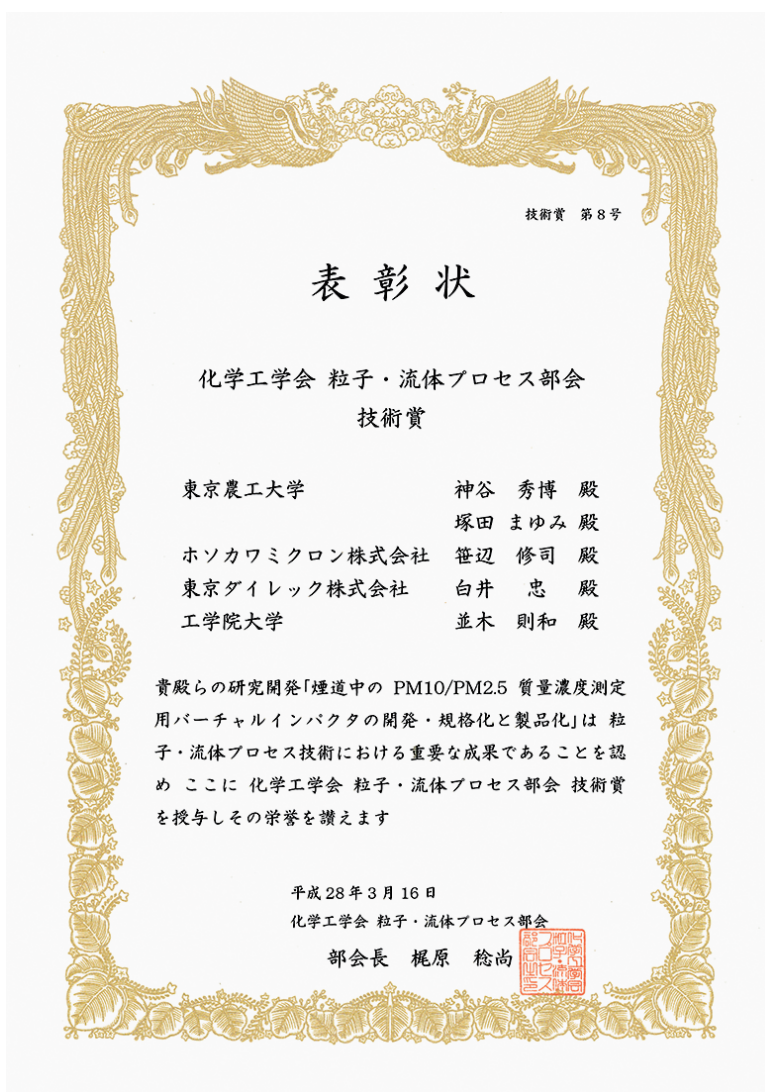 技術賞 第8号
表彰状
化学工学会 粒子・流体プロセス部会
技術賞
東京農工大学 神谷 秀博 殿
塚田 まゆみ 殿
ホソカワミクロン株式会社 笹辺 修司 殿
東京ダイレック株式会社 白井 忠 殿
工学院大学 並木 則和 殿
貴殿らの研究開発｢煙道中の PM10/PM2.5 質量濃度測定
用バーチャルインパクタの開発・規格化と製品化｣は 粒
子・流体プロセス技術における重要な成果であることを認
め ここに 化学工学会 粒子・流体プロセス部会 技術賞
を授与しその栄誉を讃えます
平成28年3月16日
化学工学会 粒子・流体プロセス部会
部会長 梶原 稔尚